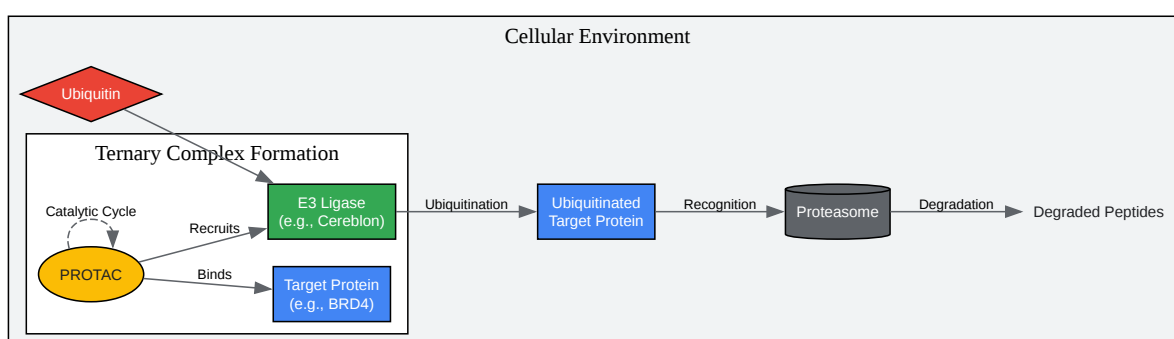 Cellular Environment
Ubiquitin
Ternary Complex Formation
Catalytic Cycle
PROTAC
Recruits
Binds
E3 Ligase
(e.g., Cereblon)
Target Protein
(e.g., BRD4)
Ubiquitination
Ubiquitinated
Target Protein
Recognition
Proteasome
Degradation
Degraded Peptides